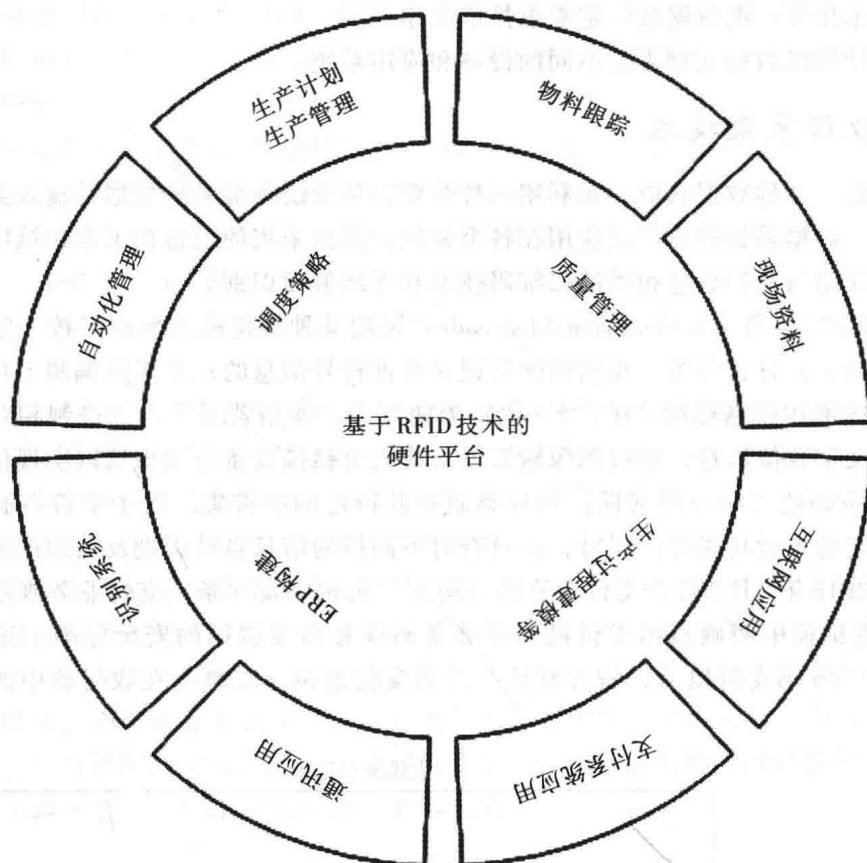 生产计划
生产管理
物料跟踪
现场资料
互联网应用
支付系统应用
通讯应用
识别系统
自动化管理
调度策略
质量管理
生产过程建模等
ERP构建
基于RFID技术的
硬件平台